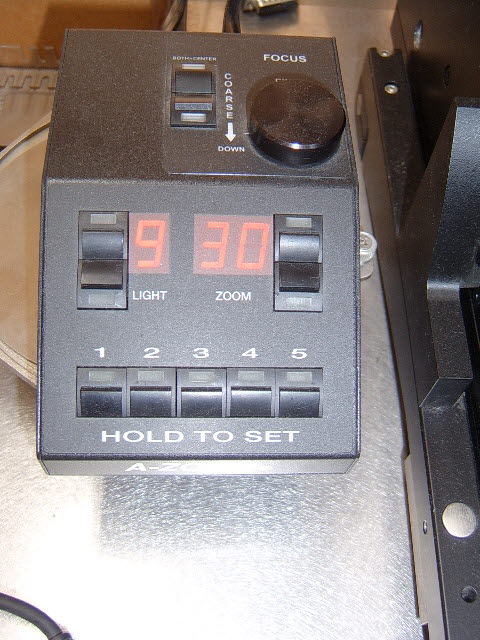 BOTH=CENTER
FOCUS
COARSE
DOWN
9 30
LIGHT ZOOM
1 2 3 4 5
HOLD TO SET